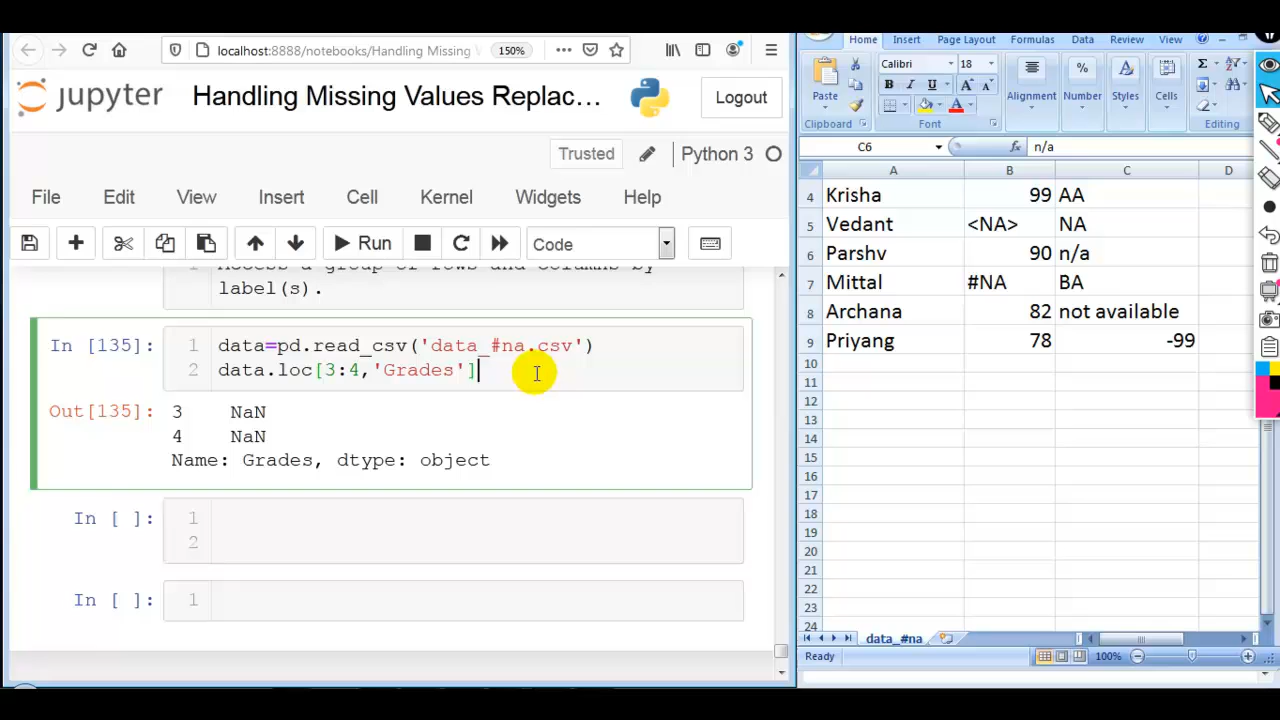 localhost:8888/notebooks/Handling Missing V
150%
jupyter
Handling Missing Values Replac...
Logout
Trusted
Python 3
File Edit View Insert Cell Kernel Widgets Help
Run
Code
1
label(s).
In [135]:
1 data=pd.read_csv('data_#na.csv')
2 data.loc[3:4,'Grades']
Out[135]:
3 NaN
4 NaN
Name: Grades, dtype: object
In [ ]:
1
2
In [ ]:
1
Home Insert Page Layout Formulas Data Review View
Paste
Clipboard
Calibri 18
B I U
A A
Font
Alignment
%
Number
Styles
Cells
Σ
Editing
C6 fx n/a
A B C D
4 Krisha 99 AA
5 Vedant <NA> NA
6 Parshv 90 n/a
7 Mittal #NA BA
8 Archana 82 not available
9 Priyang 78 -99
10
11
12
13
14
15
16
17
18
19
20
21
22
23
24
data_#na
Ready
100%